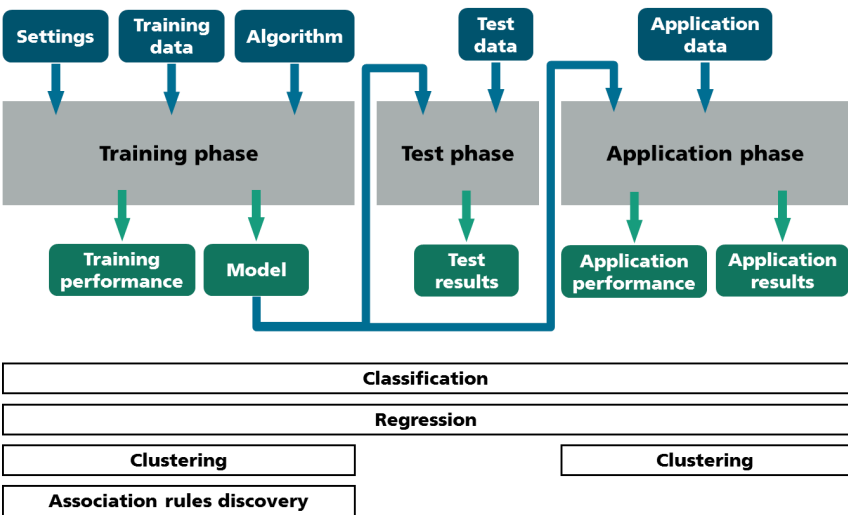 Settings
Training
data
Algorithm
Test
data
Application
data
Training phase
Test phase
Application phase
Training
performance
Model
Test
results
Application
performance
Application
results
Classification
Regression
Clustering
Clustering
Association rules discovery